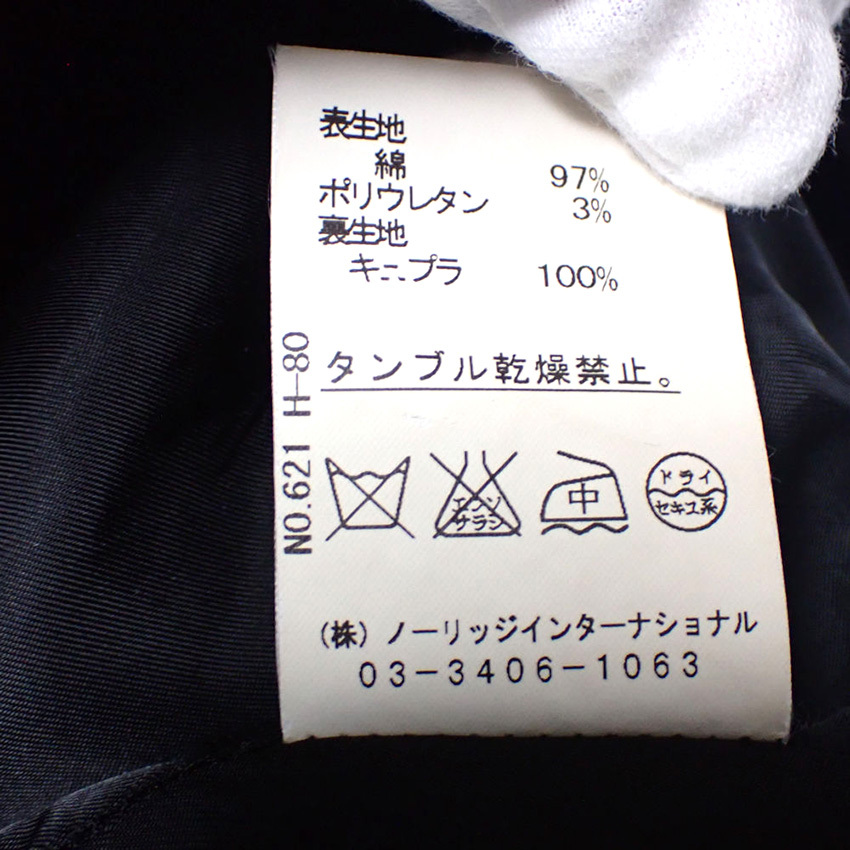 表生地
綿 97%
ポリウレタン 3%
裏生地
キュプラ 100%
タンブル乾燥禁止。
エンソ
サラシ
中
ドライ
セキユ系
NO.621 H-80
(株) ノーリッジインターナショナル
03-3406-1063